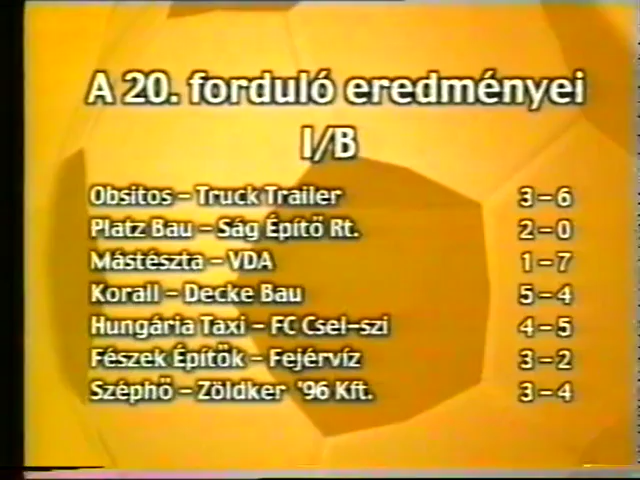 A 20. forduló eredményei
I/B
Obsitos – Truck Trailer 3 – 6
Platz Bau – Ság Építő Rt. 2 – 0
Mástészta – VDA 1 – 7
Korall – Decke Bau 5 – 4
Hungária Taxi – FC Csel-szi 4 – 5
Fészek Építők – Fejérvíz 3 – 2
Széphő – Zöldker '96 Kft. 3 – 4